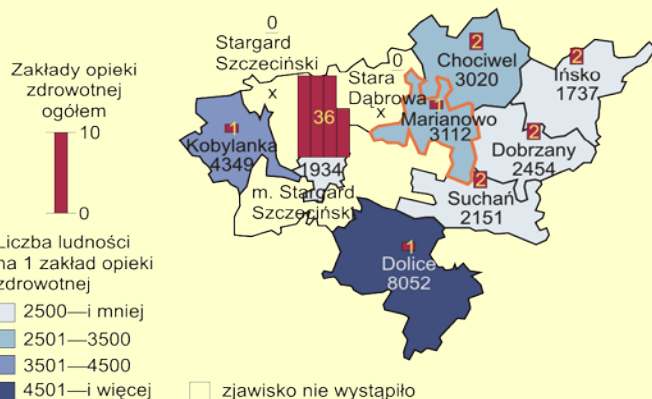 0
Stargard
Szczeciński
x
0
Stara
Dąbrowa
x
Zakłady opieki
zdrowotnej
ogółem
10
0
36
1934
m. Stargard
Szczeciński
1
Kobylanka
4349
2
Chociwel
3020
2
Ińsko
1737
1
Marianowo
3112
2
Dobrzany
2454
2
Suchań
2151
1
Dolice
8052
Liczba ludności
na 1 zakład opieki
zdrowotnej
2500—i mniej
2501—3500
3501—4500
4501—i więcej
zjawisko nie wystąpiło